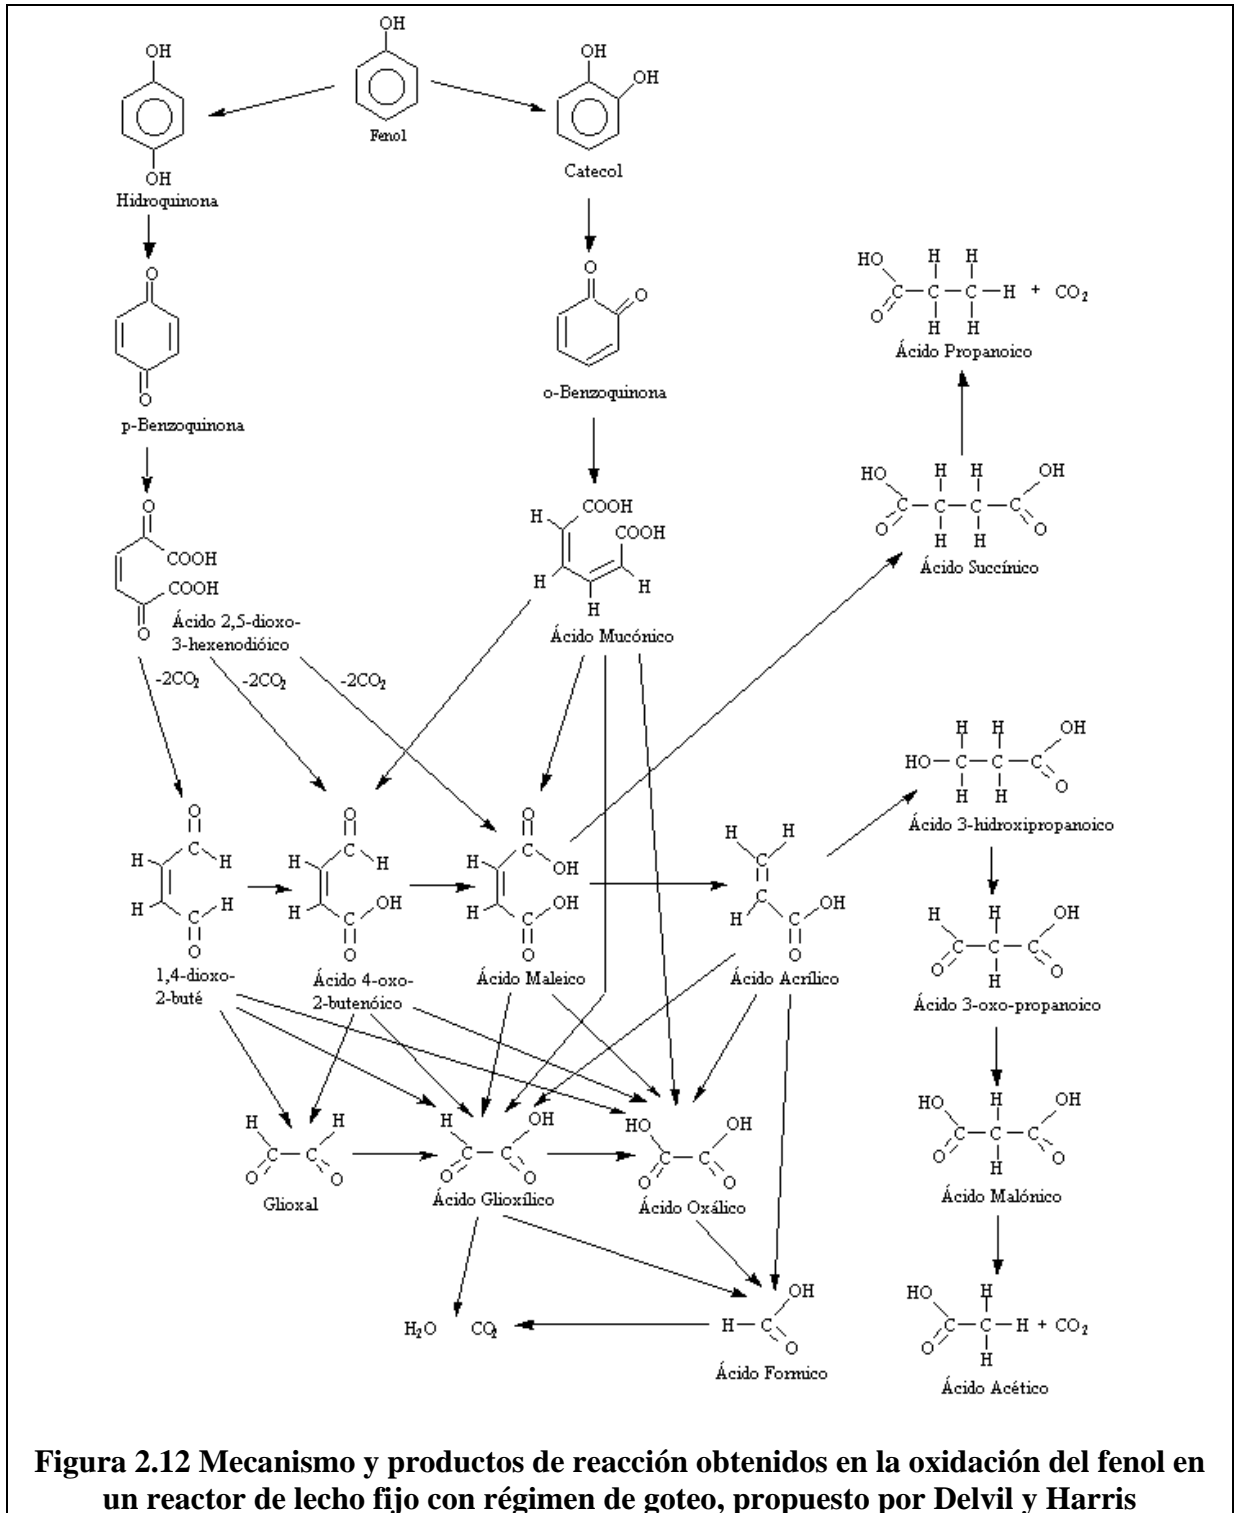 OH
OH
OH
OH
Fenol
OH
Hidroquinona
Catecol
O
O
O
O
HO H H
C C C H + CO2
O H H
Ácido Propanoico
p-Benzoquinona
o-Benzoquinona
O
COOH
COOH
O
Ácido 2,5-dioxo-
3-hexenodióico
H COOH
COOH
H H
H
Ácido Mucónico
HO H H OH
C C C C
O H H O
Ácido Succínico
-2CO2 -2CO2 -2CO2
H H OH
HO C C C
H H O
Ácido 3-hidroxipropanoico
O
H C H
H C H
O
1,4-dioxo-
2-buté
O
H C H
H C OH
O
Ácido 4-oxo-
2-butenóico
O
H C OH
H C OH
O
Ácido Maleico
H H
C
C
H C OH
O
Ácido Acrílico
H H OH
C C C
O H O
Ácido 3-oxo-propanoico
H H
C C
O O
Glioxal
H OH
C C
O O
Ácido Glioxílico
HO OH
C C
O O
Ácido Oxálico
HO H OH
C C C
O H O
Ácido Malónico
H2O CO2
OH
H C
O
Ácido Formico
HO H
C C H + CO2
O H
Ácido Acético
Figura 2.12 Mecanismo y productos de reacción obtenidos en la oxidación del fenol en
un reactor de lecho fijo con régimen de goteo, propuesto por Delvil y Harris